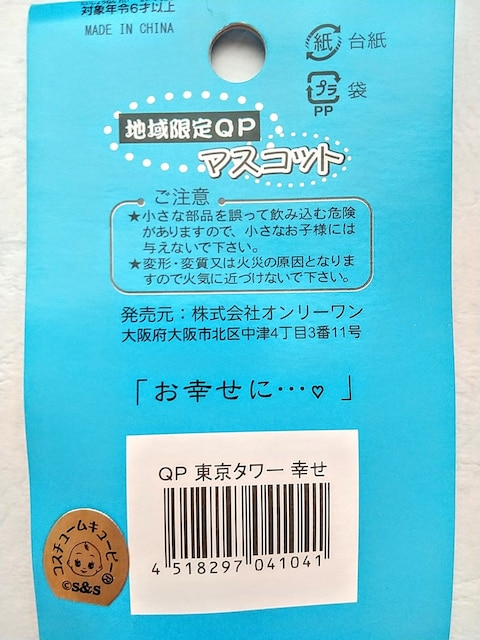 対象年令6才以上
MADE IN CHINA
紙 台紙
プラ 袋
PP
地域限定QP
マスコット
ご注意
★小さな部品を誤って飲み込む危険
がありますので、小さなお子様には
与えないで下さい。
★変形・変質又は火災の原因となりま
すので火気に近づけないで下さい。
発売元：株式会社オンリーワン
大阪府大阪市北区中津4丁目3番11号
「お幸せに…♡」
QP 東京タワー 幸せ
4 518297 041041
コスチュームキューピー®
©S&S